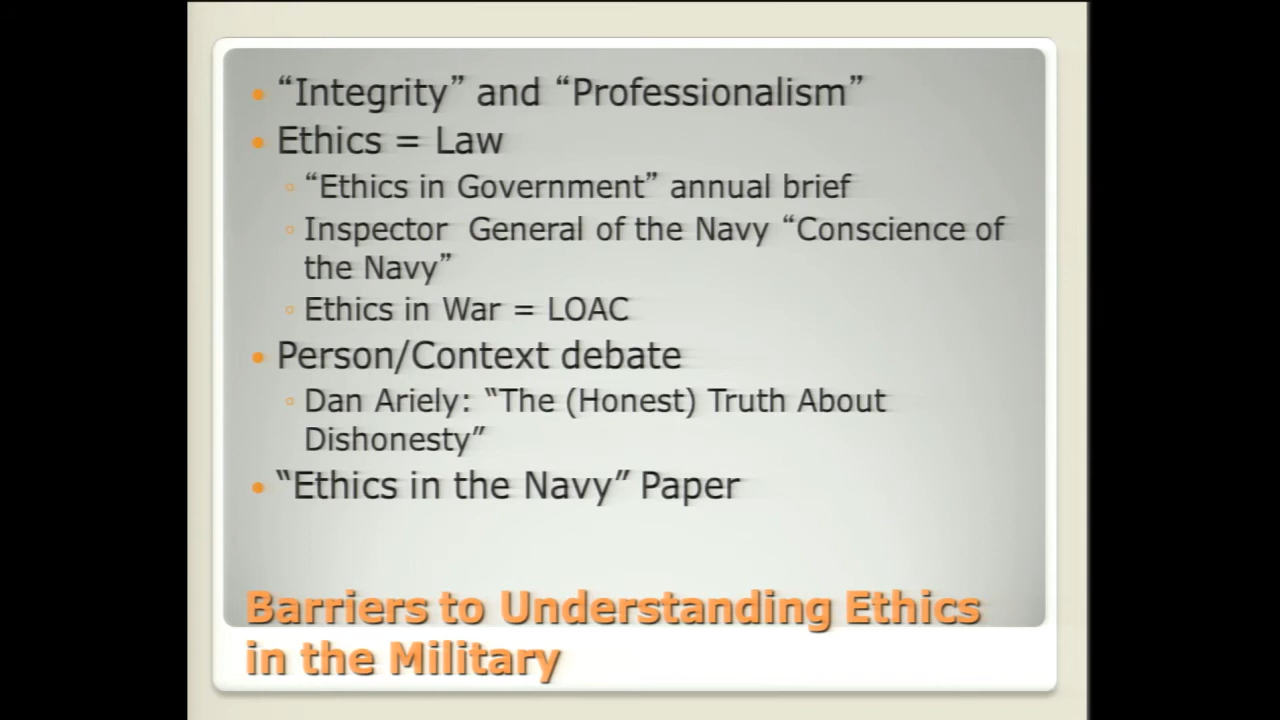 “Integrity” and “Professionalism”
Ethics = Law
“Ethics in Government” annual brief
Inspector General of the Navy “Conscience of
the Navy”
Ethics in War = LOAC
Person/Context debate
Dan Ariely: “The (Honest) Truth About
Dishonesty”
“Ethics in the Navy” Paper
Barriers to Understanding Ethics
in the Military